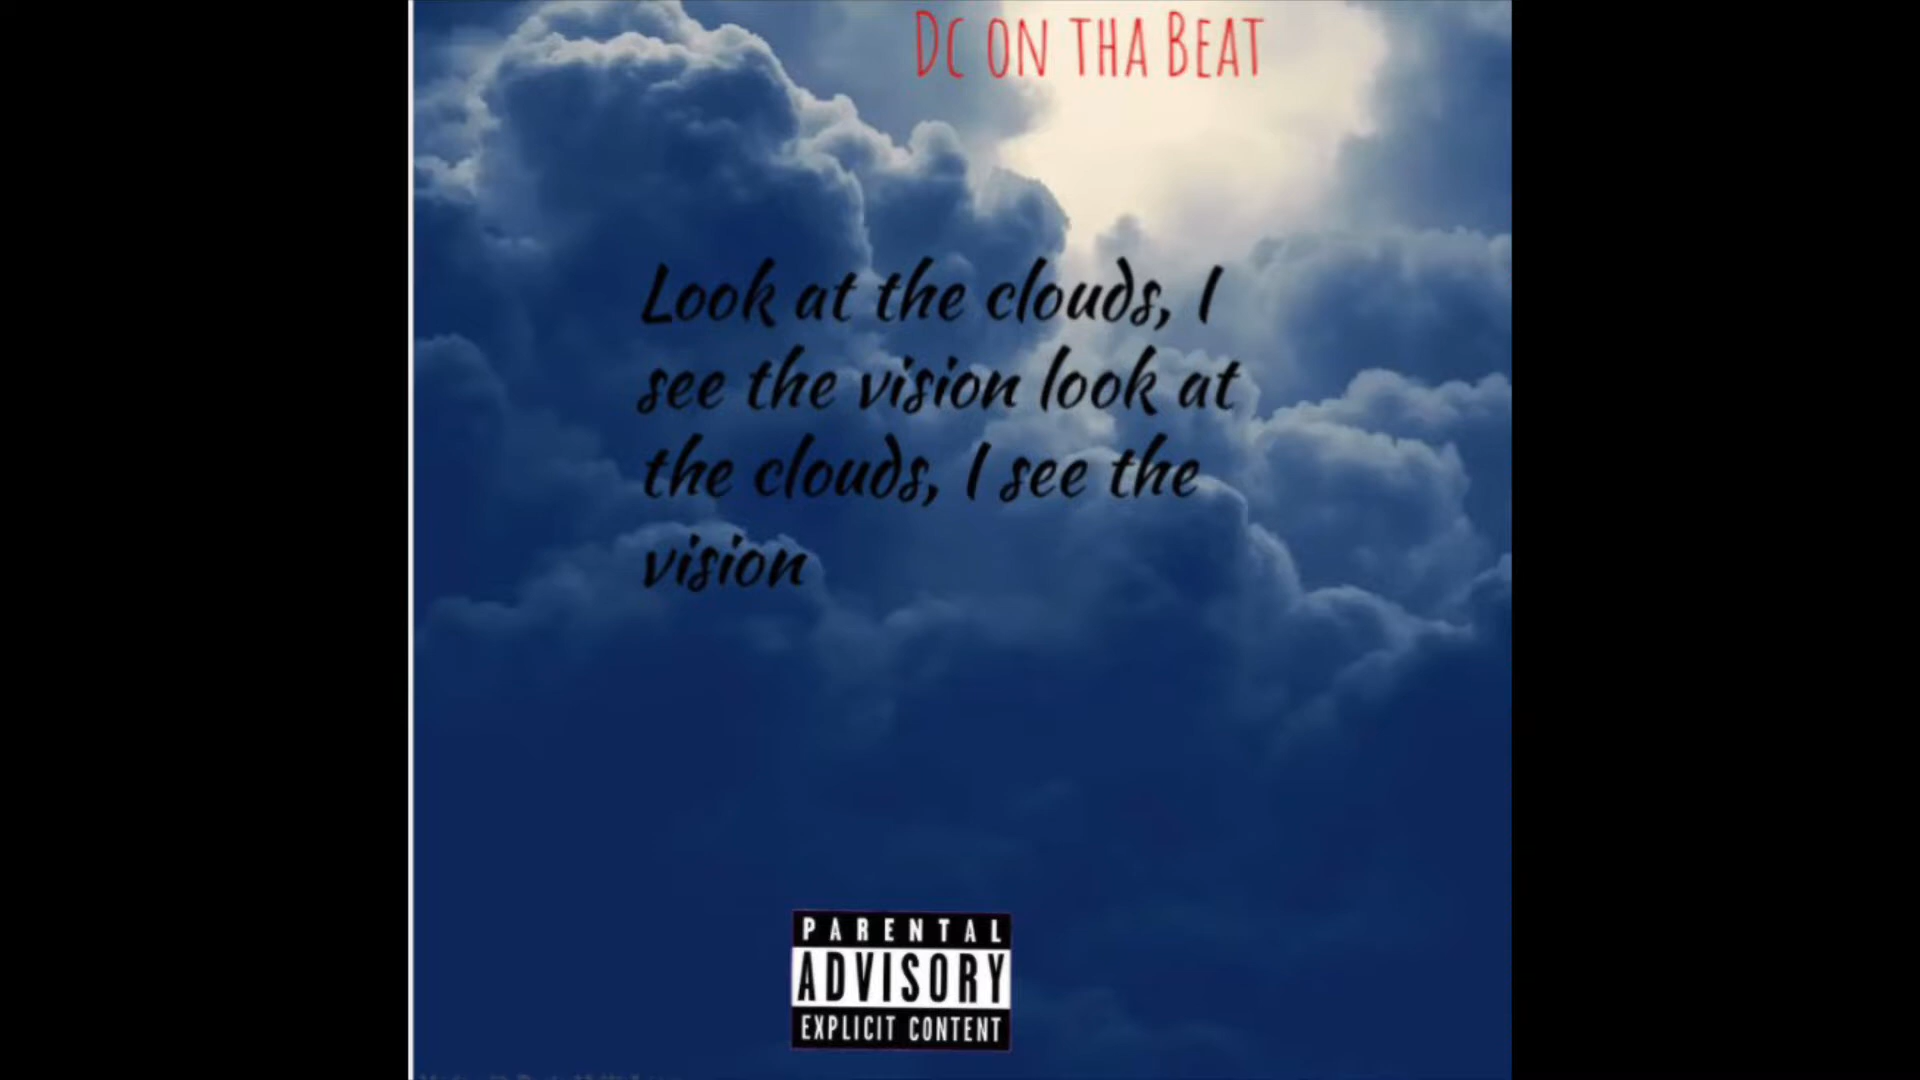 Dc on tha Beat
Look at the clouds, I
see the vision look at
the clouds, I see the
vision
PARENTAL
ADVISORY
EXPLICIT CONTENT